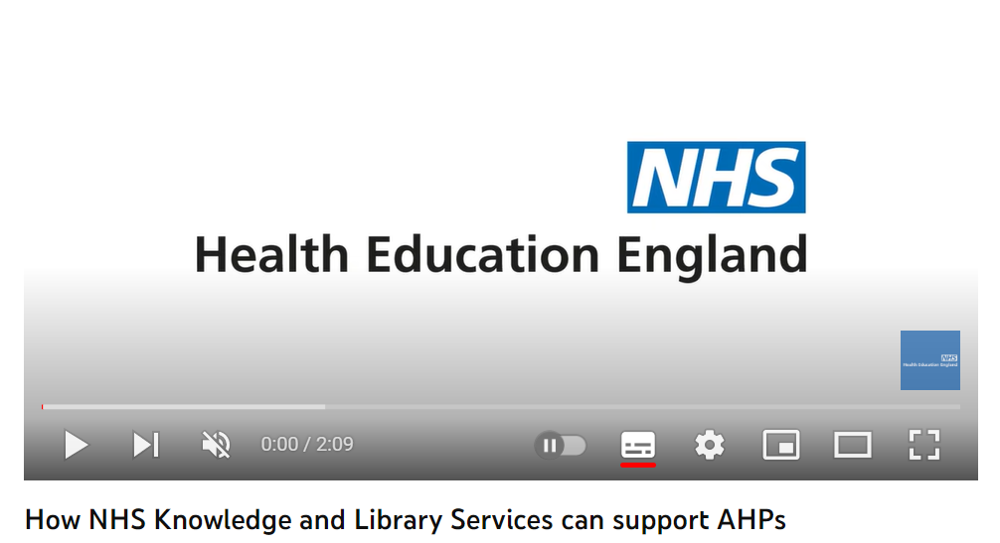 NHS
Health Education England
NHS
Health Education England
0:00 / 2:09
How NHS Knowledge and Library Services can support AHPs